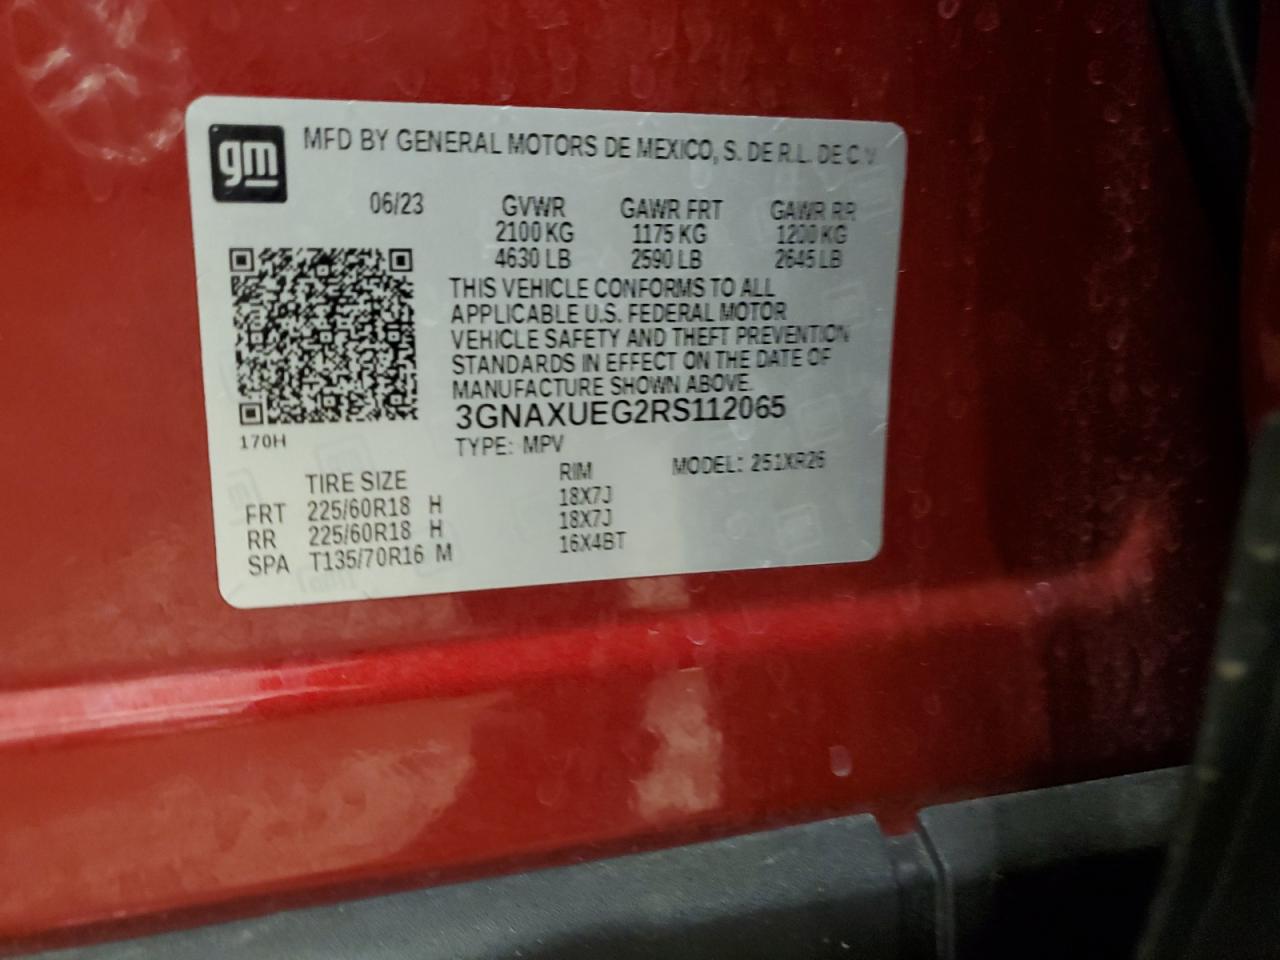 gm
MFD BY GENERAL MOTORS DE MEXICO, S. DE R.L. DE C.V.
06/23 GVWR GAWR FRT GAWR RR
2100 KG 1175 KG 1200 KG
4630 LB 2590 LB 2645 LB
THIS VEHICLE CONFORMS TO ALL
APPLICABLE U.S. FEDERAL MOTOR
VEHICLE SAFETY AND THEFT PREVENTION
STANDARDS IN EFFECT ON THE DATE OF
MANUFACTURE SHOWN ABOVE.
3GNAXUEG2RS112065
170H
TYPE: MPV MODEL: 251XR26
TIRE SIZE RIM
FRT 225/60R18 H 18X7J
RR 225/60R18 H 18X7J
SPA T135/70R16 M 16X4BT